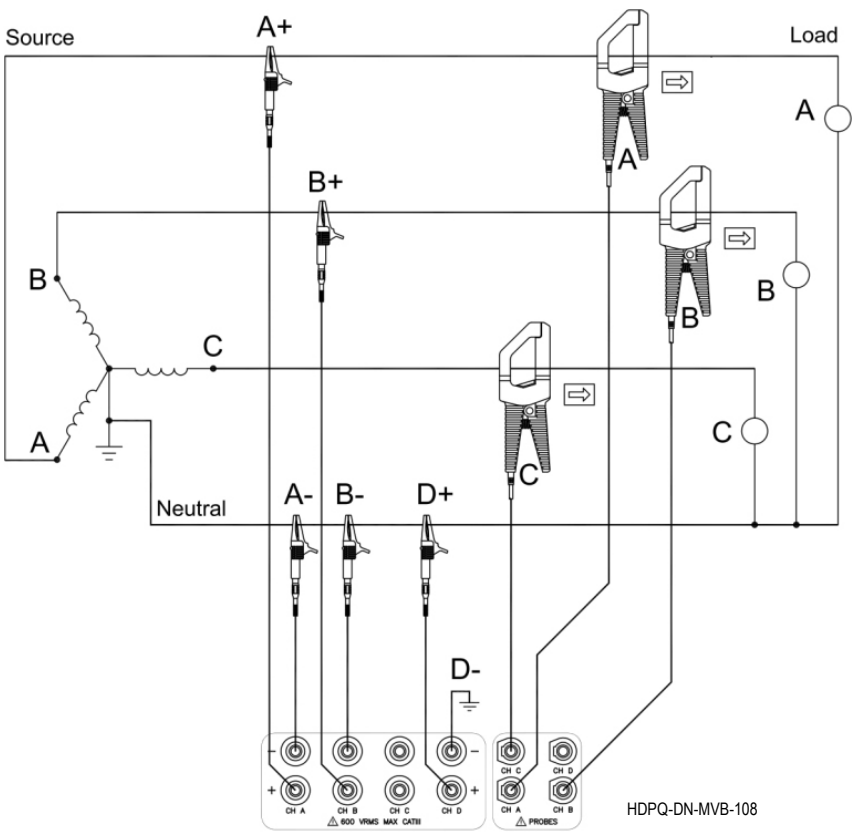 A+
Source
Load
A
A
B+
B
B
B
C
C
A
C
A- B- D+
Neutral
D-
- -
CH C CH D
+ +
CH A CH B CH C CH D
CH A CH B
⚠ 600 VRMS MAX CATIII
⚠ PROBES
HDPQ-DN-MVB-108